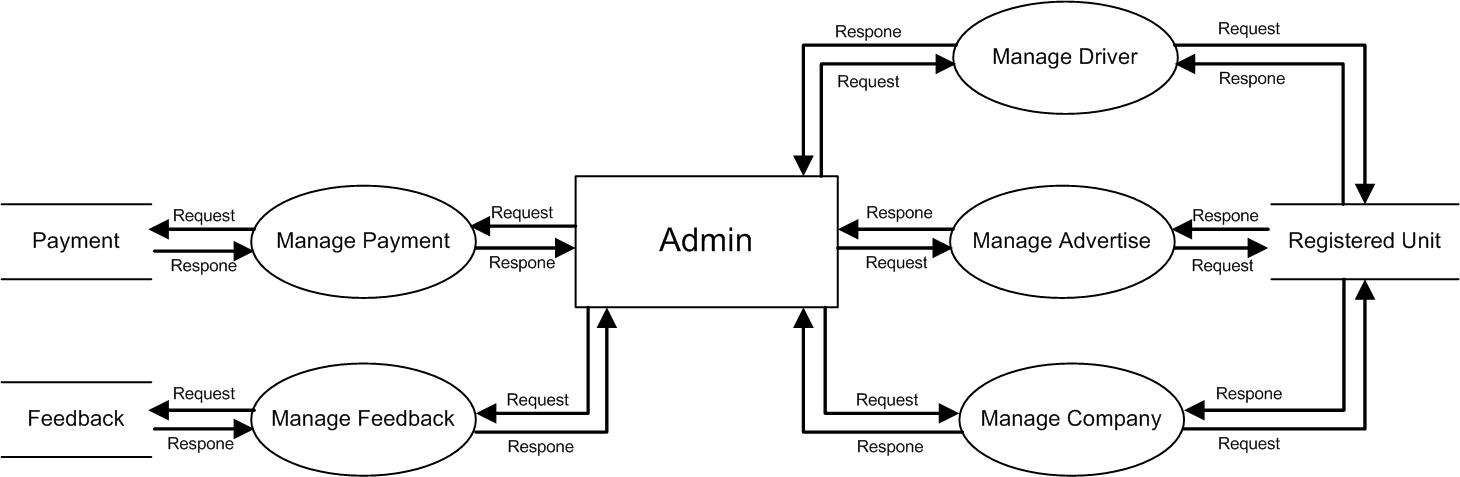 Respone
Manage Driver
Request
Request
Respone
Request
Request
Respone
Respone
Payment
Manage Payment
Admin
Manage Advertise
Registered Unit
Respone
Respone
Request
Request
Request
Request
Request
Respone
Feedback
Manage Feedback
Manage Company
Respone
Respone
Respone
Request